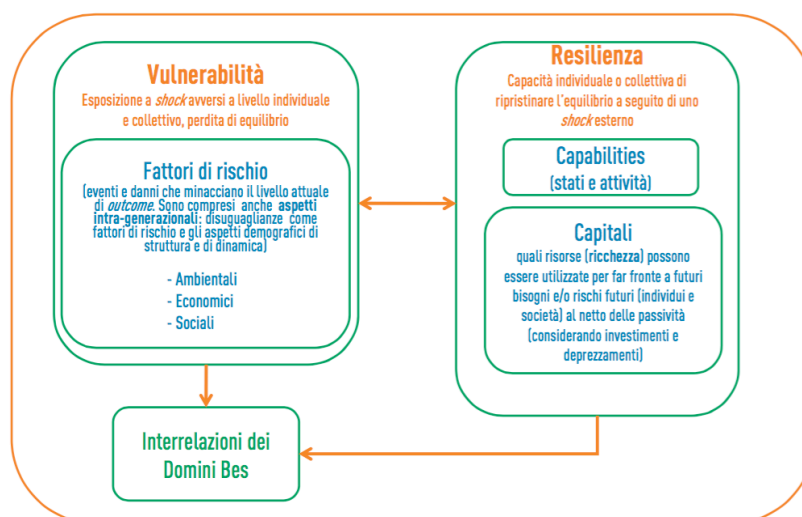 Vulnerabilità
Esposizione a shock avversi a livello individuale
e collettivo, perdita di equilibrio
Fattori di rischio
(eventi e danni che minacciano il livello attuale
di outcome. Sono compresi anche aspetti
intra-generazionali: disuguaglianze come
fattori di rischio e gli aspetti demografici di
struttura e di dinamica)
- Ambientali
- Economici
- Sociali
Resilienza
Capacità individuale o collettiva di
ripristinare l'equilibrio a seguito di uno
shock esterno
Capabilities
(stati e attività)
Capitali
quali risorse (ricchezza) possono
essere utilizzate per far fronte a futuri
bisogni e/o rischi futuri (individui e
società) al netto delle passività
(considerando investimenti e
deprezzamenti)
Interrelazioni dei
Domini Bes